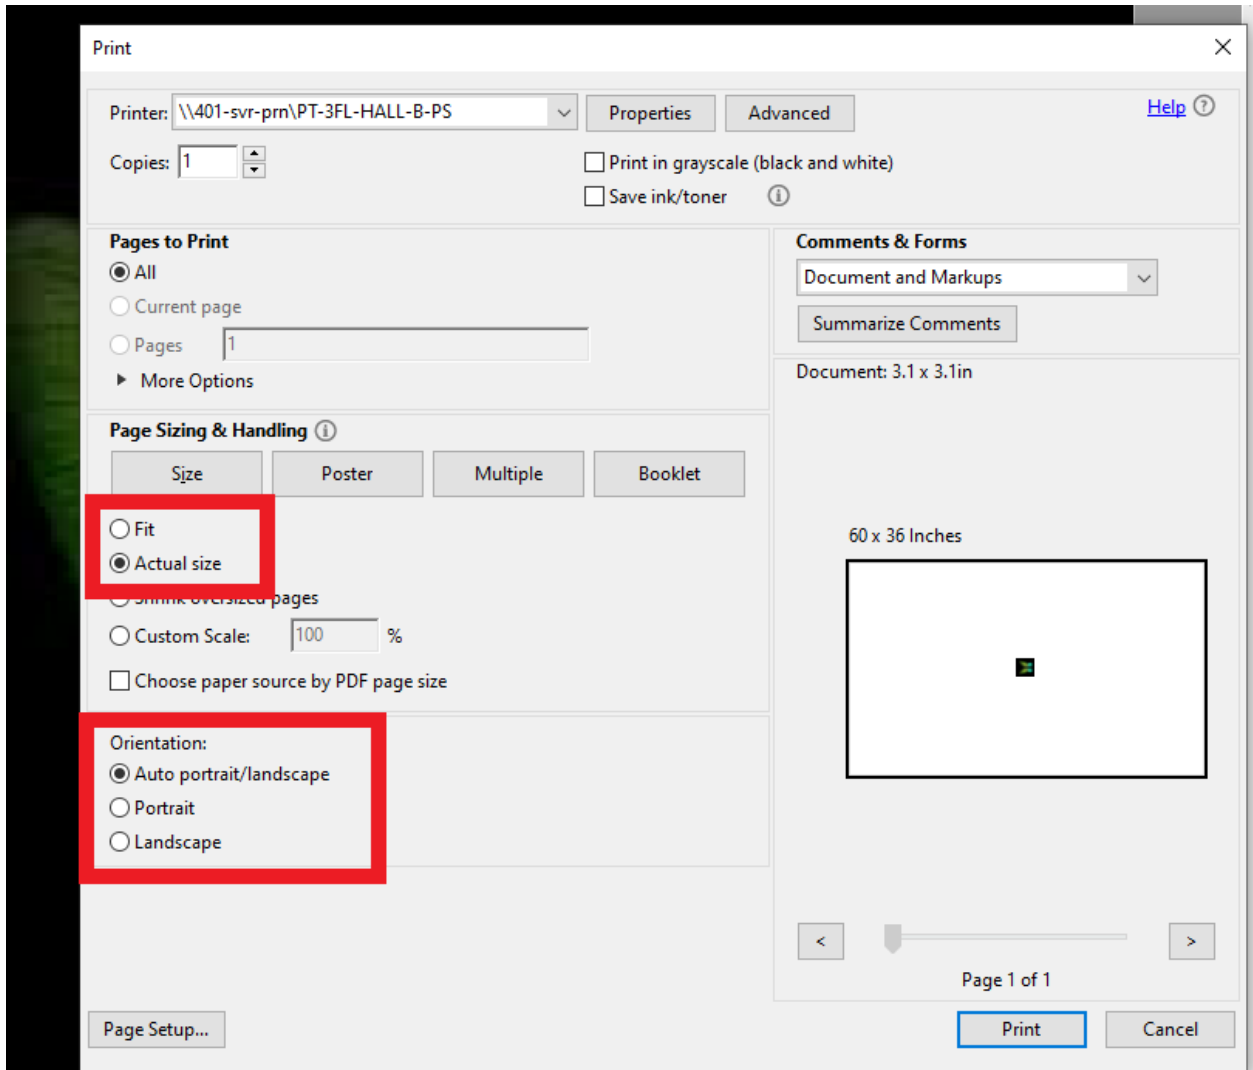 Print
Printer: \\401-svr-prn\PT-3FL-HALL-B-PS Properties Advanced Help
Copies: 1 Print in grayscale (black and white)
Save ink/toner
Pages to Print
All
Current page
Pages 1
More Options
Comments & Forms
Document and Markups
Summarize Comments
Page Sizing & Handling
Size Poster Multiple Booklet
Fit
Actual size
Shrink oversized pages
Custom Scale: 100 %
Choose paper source by PDF page size
Orientation:
Auto portrait/landscape
Portrait
Landscape
Document: 3.1 x 3.1in
60 x 36 Inches
< >
Page 1 of 1
Page Setup... Print Cancel